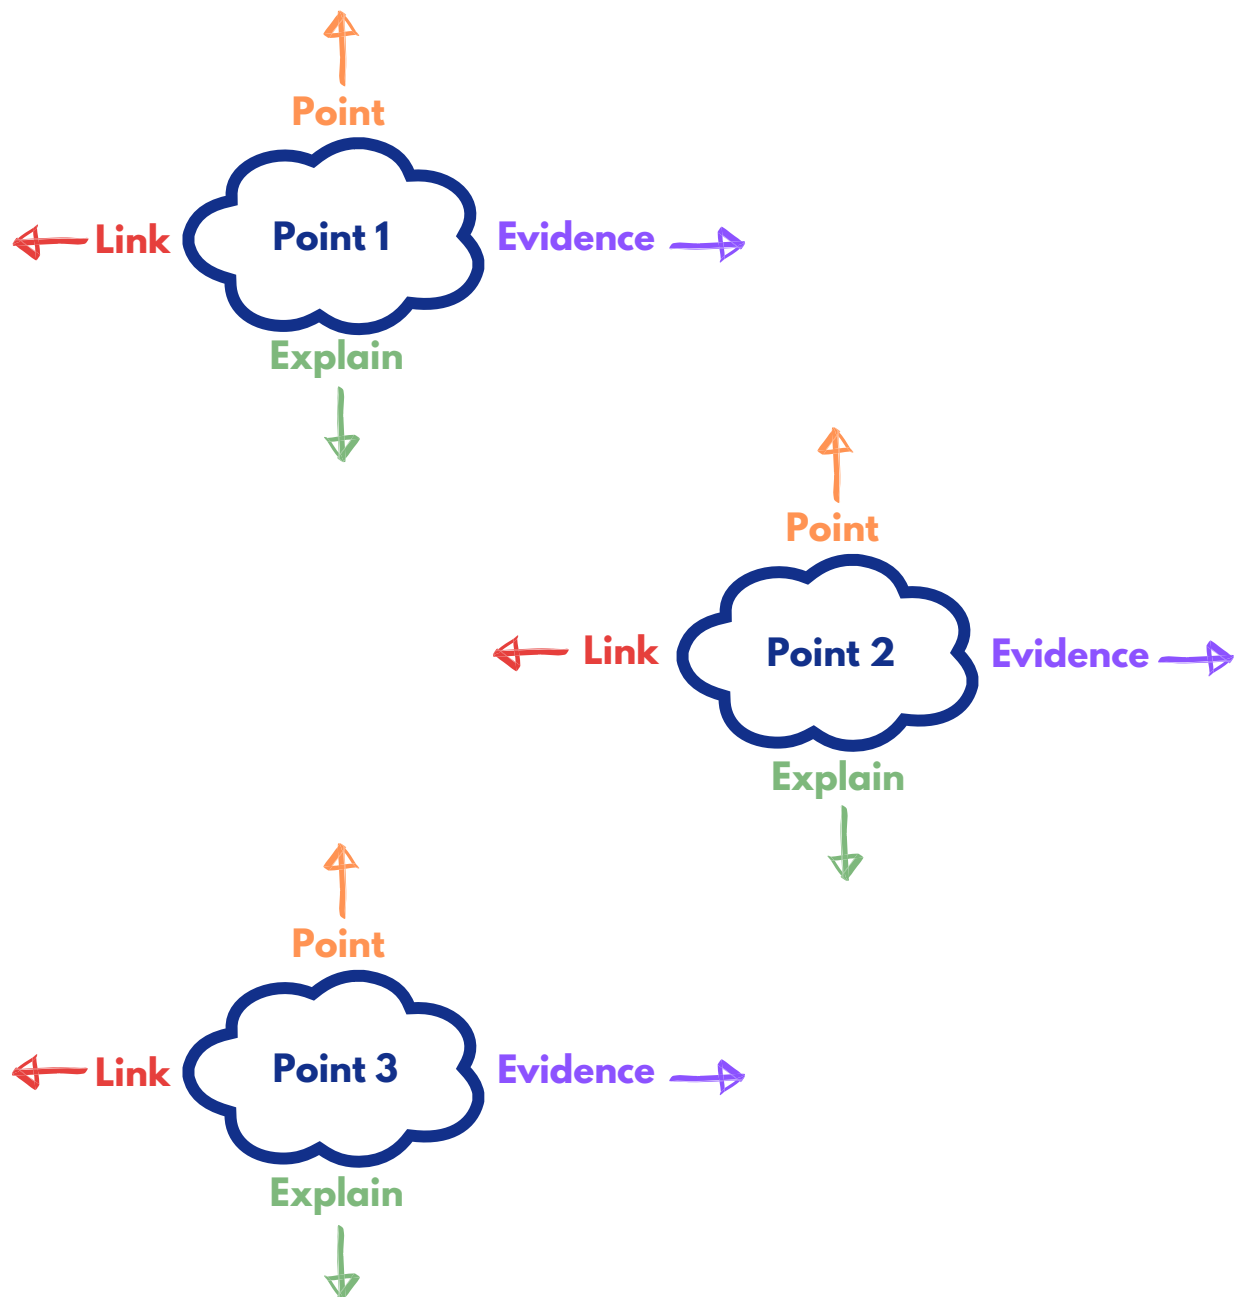 Point
Link
Point 1
Evidence
Explain
Point
Link
Point 2
Evidence
Explain
Point
Link
Point 3
Evidence
Explain